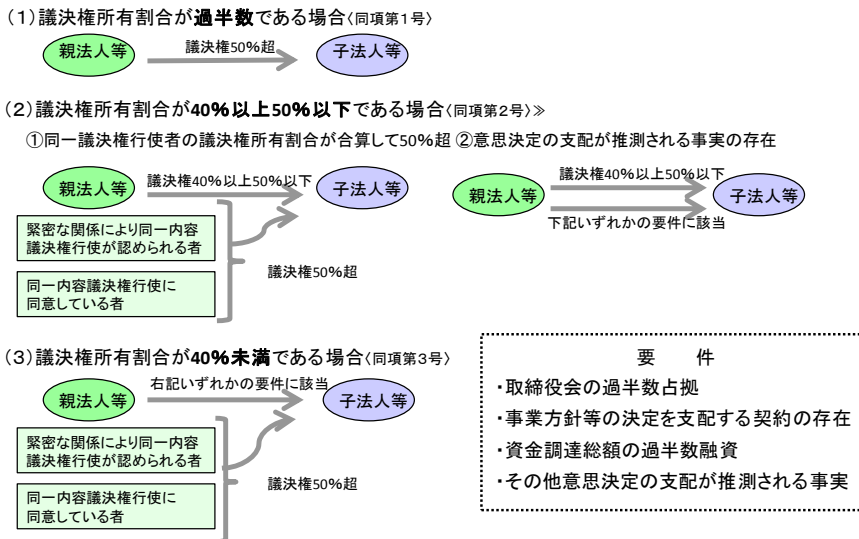 (１)議決権所有割合が過半数である場合〈同項第１号〉
親法人等
議決権50％超
子法人等
(２)議決権所有割合が40％以上50％以下である場合〈同項第２号〉≫
①同一議決権行使者の議決権所有割合が合算して50％超 ②意思決定の支配が推測される事実の存在
親法人等
議決権40％以上50％以下
子法人等
緊密な関係により同一内容
議決権行使が認められる者
同一内容議決権行使に
同意している者
議決権50％超
親法人等
議決権40％以上50％以下
子法人等
下記いずれかの要件に該当
(３)議決権所有割合が40％未満である場合〈同項第３号〉
親法人等
右記いずれかの要件に該当
子法人等
緊密な関係により同一内容
議決権行使が認められる者
同一内容議決権行使に
同意している者
議決権50％超
要　件
・取締役会の過半数占拠
・事業方針等の決定を支配する契約の存在
・資金調達総額の過半数融資
・その他意思決定の支配が推測される事実